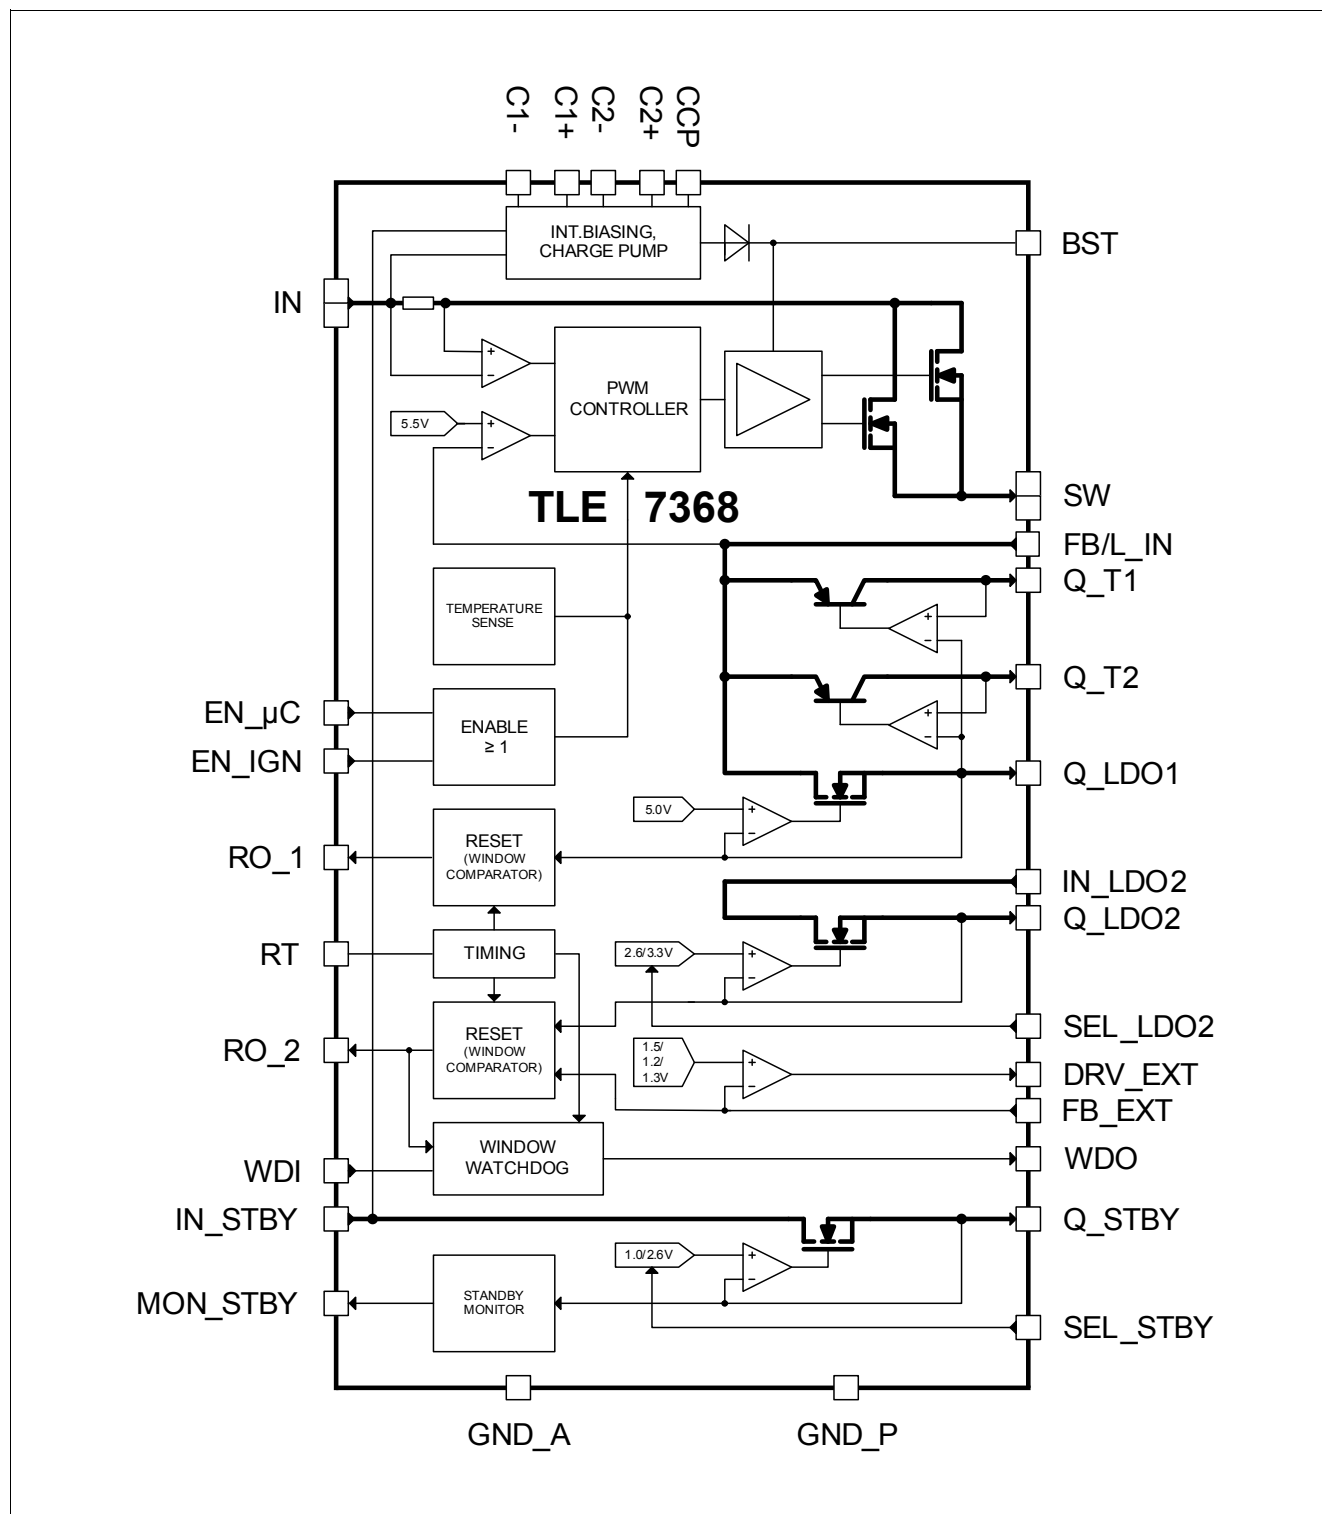 C1-
C1+
C2-
C2+
CCP
INT.BIASING,
CHARGE PUMP
BST
IN
+
-
PWM
CONTROLLER
5.5V
+
-
SW
TLE 7368
FB/L_IN
Q_T1
+
-
TEMPERATURE
SENSE
Q_T2
+
-
EN_µC
ENABLE
≥ 1
EN_IGN
Q_LDO1
5.0V
+
-
RO_1
RESET
(WINDOW
COMPARATOR)
IN_LDO2
Q_LDO2
RT
TIMING
2.6/3.3V
+
-
SEL_LDO2
RO_2
RESET
(WINDOW
COMPARATOR)
1.5/
1.2/
1.3V
+
-
DRV_EXT
FB_EXT
WINDOW
WATCHDOG
WDO
WDI
IN_STBY
Q_STBY
1.0/2.6V
+
-
MON_STBY
STANDBY
MONITOR
SEL_STBY
GND_A
GND_P